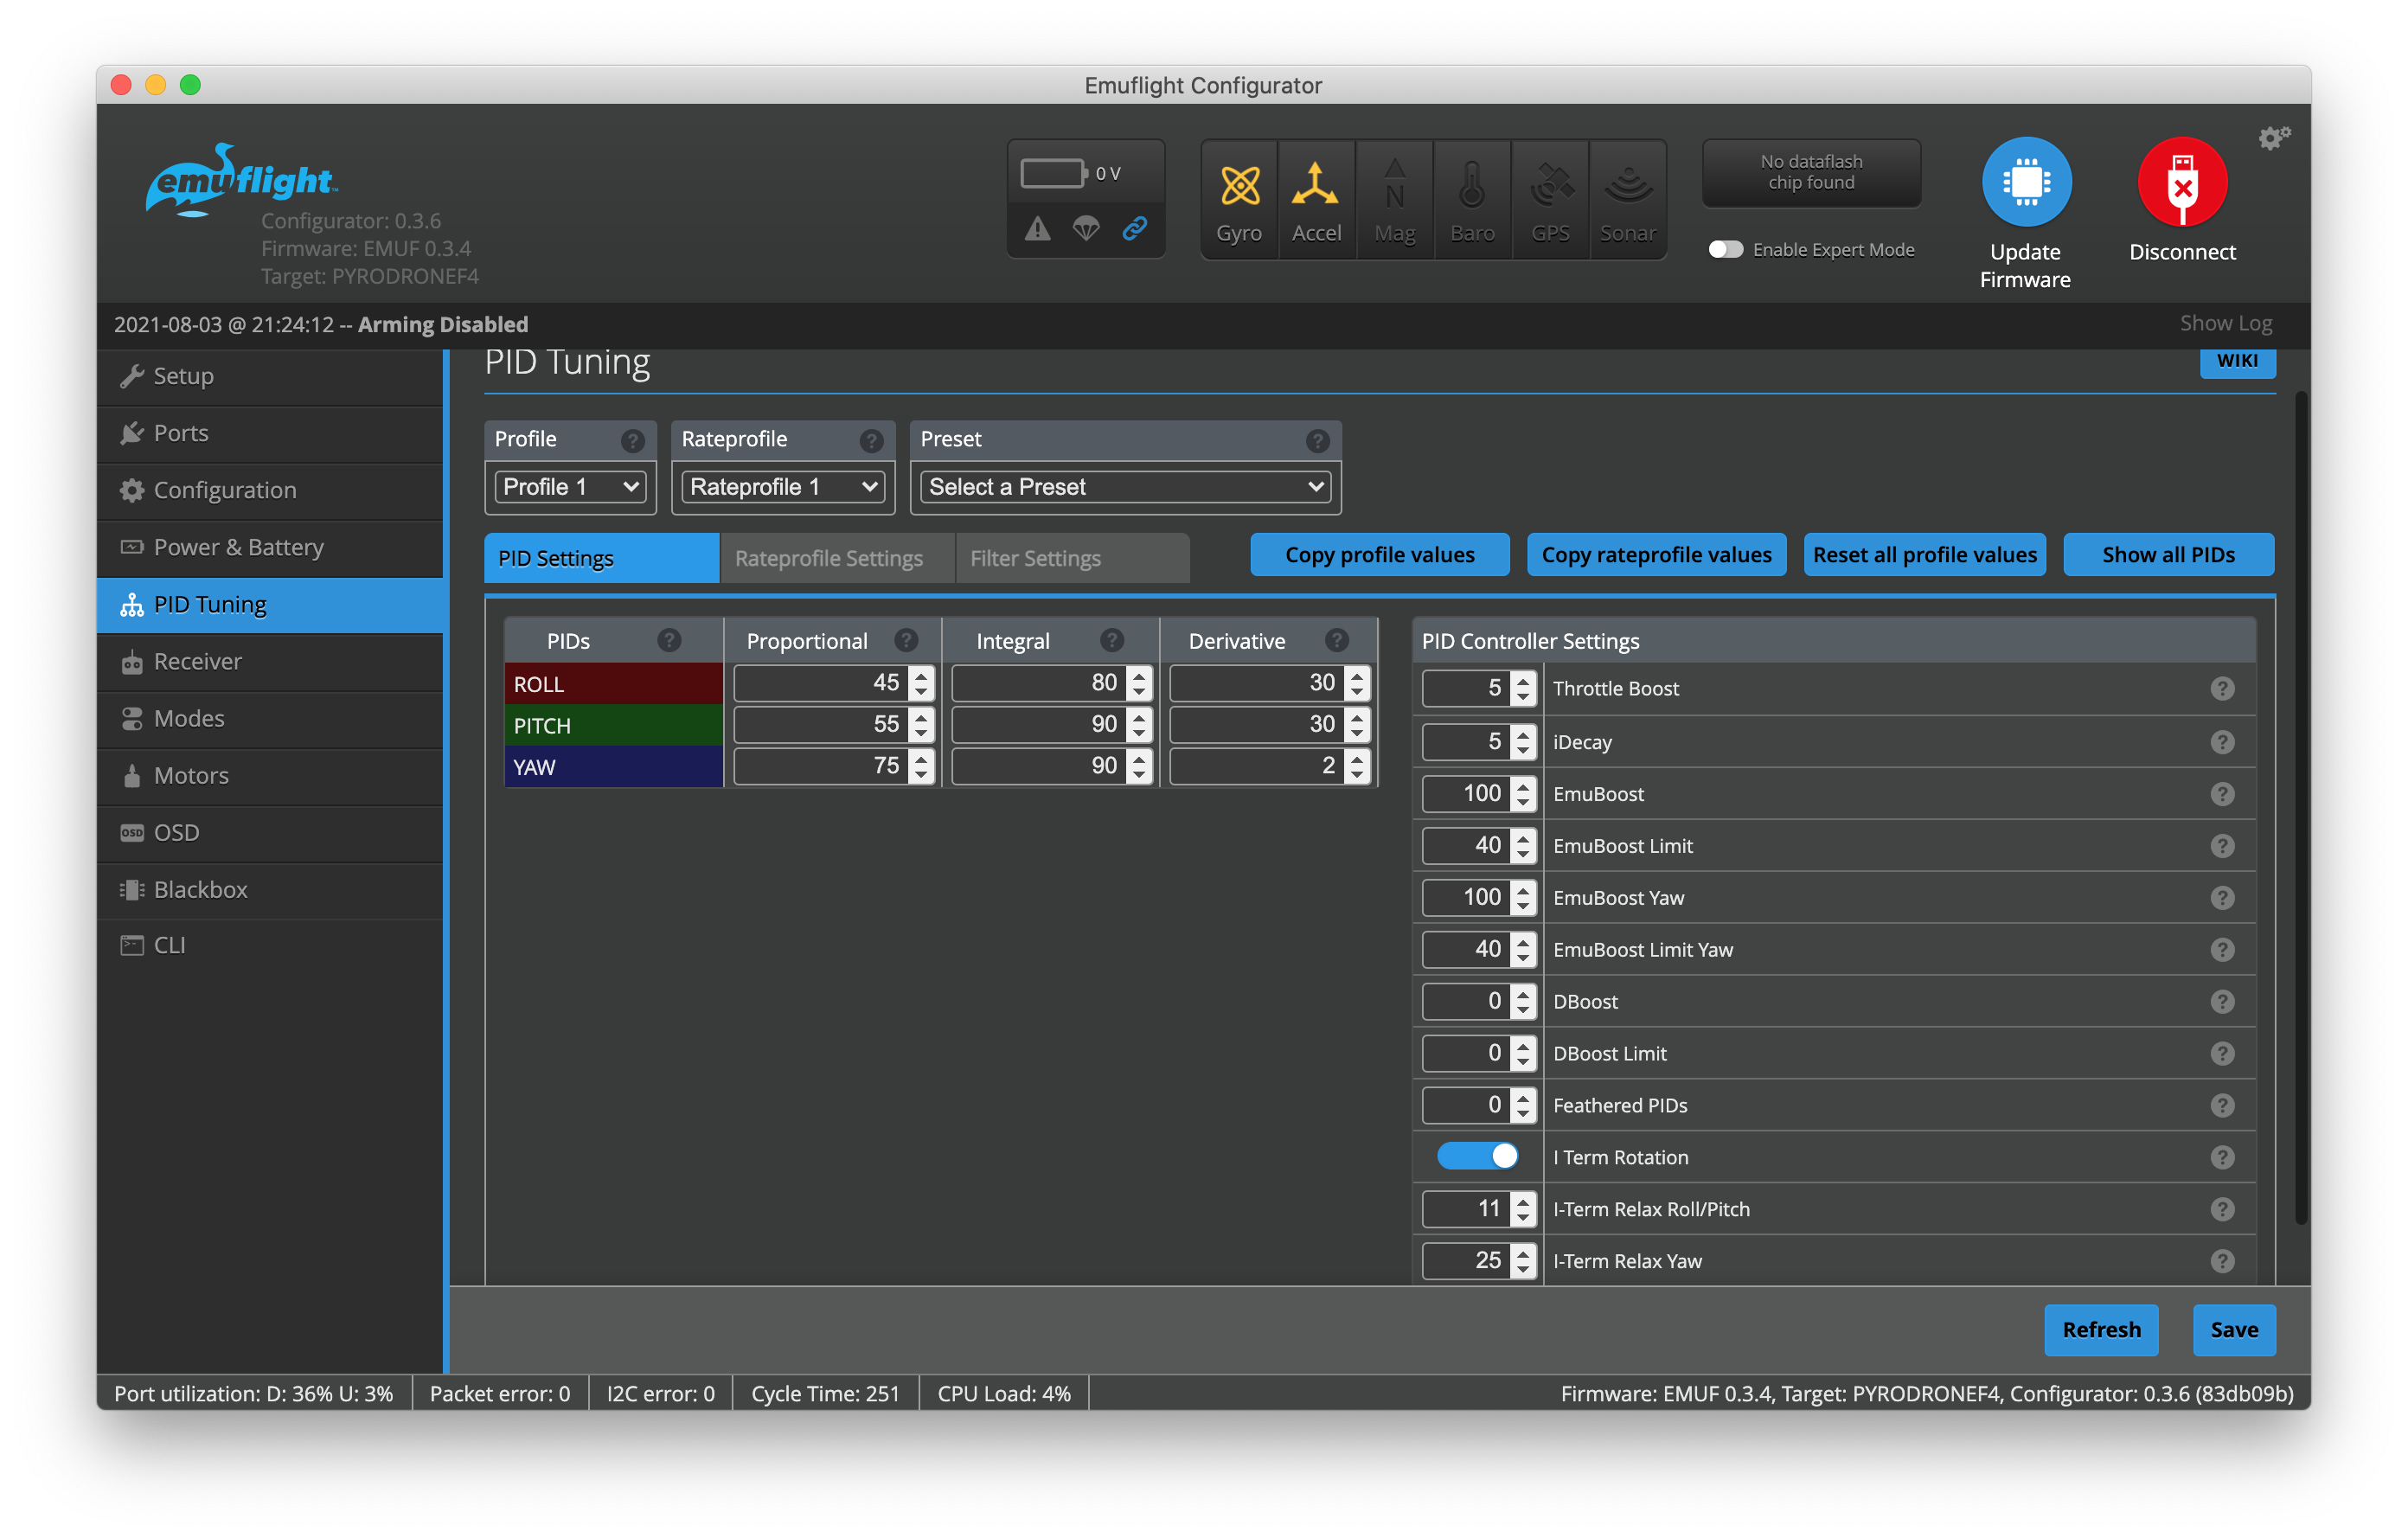 Emuflight Configurator
emuflight
Configurator: 0.3.6
Firmware: EMUF 0.3.4
Target: PYRODRONEF4
0 V
Gyro
Accel
N
Mag
Baro
GPS
Sonar
No dataflash
chip found
Enable Expert Mode
Update
Firmware
Disconnect
2021-08-03 @ 21:24:12 -- Arming Disabled
Show Log
Setup
Ports
Configuration
Power & Battery
PID Tuning
Receiver
Modes
Motors
OSD OSD
Blackbox
CLI
PID Tuning
WIKI
Profile ?
Rateprofile ?
Preset ?
Profile 1
Rateprofile 1
Select a Preset
PID Settings
Rateprofile Settings
Filter Settings
Copy profile values
Copy rateprofile values
Reset all profile values
Show all PIDs
PIDs ? Proportional ? Integral ? Derivative ?
ROLL 45 80 30
PITCH 55 90 30
YAW 75 90 2
PID Controller Settings
5 Throttle Boost ?
5 iDecay ?
100 EmuBoost ?
40 EmuBoost Limit ?
100 EmuBoost Yaw ?
40 EmuBoost Limit Yaw ?
0 DBoost ?
0 DBoost Limit ?
0 Feathered PIDs ?
I Term Rotation ?
11 I-Term Relax Roll/Pitch ?
25 I-Term Relax Yaw ?
Refresh
Save
Port utilization: D: 36% U: 3%
Packet error: 0
I2C error: 0
Cycle Time: 251
CPU Load: 4%
Firmware: EMUF 0.3.4, Target: PYRODRONEF4, Configurator: 0.3.6 (83db09b)